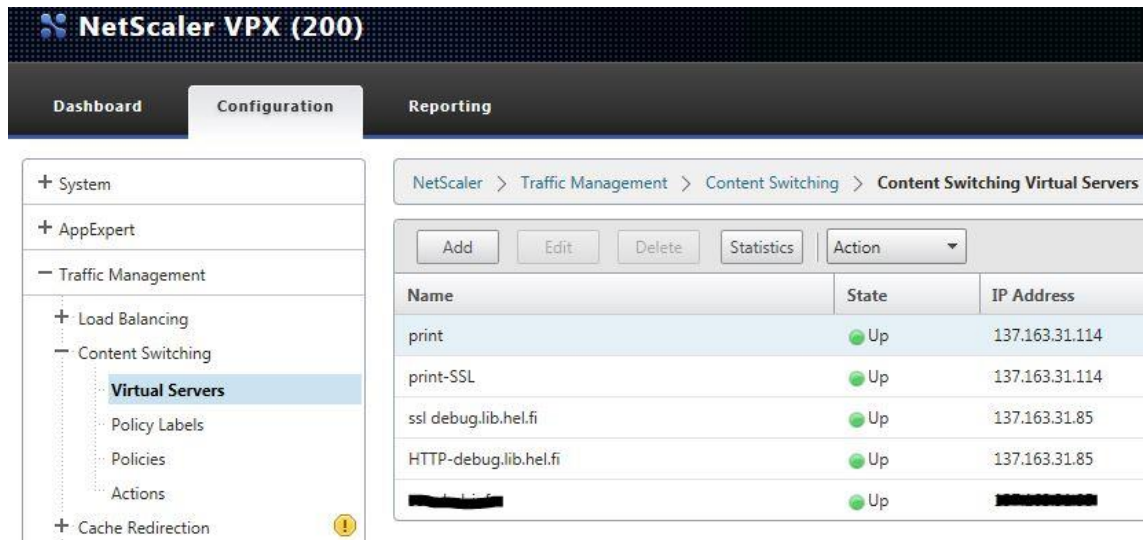 NetScaler VPX (200)
Dashboard Configuration Reporting
+ System
+ AppExpert
− Traffic Management
+ Load Balancing
− Content Switching
Virtual Servers
Policy Labels
Policies
Actions
+ Cache Redirection
NetScaler > Traffic Management > Content Switching > Content Switching Virtual Servers
Add Edit Delete Statistics Action
Name State IP Address
print Up 137.163.31.114
print-SSL Up 137.163.31.114
ssl debug.lib.hel.fi Up 137.163.31.85
HTTP-debug.lib.hel.fi Up 137.163.31.85
Up